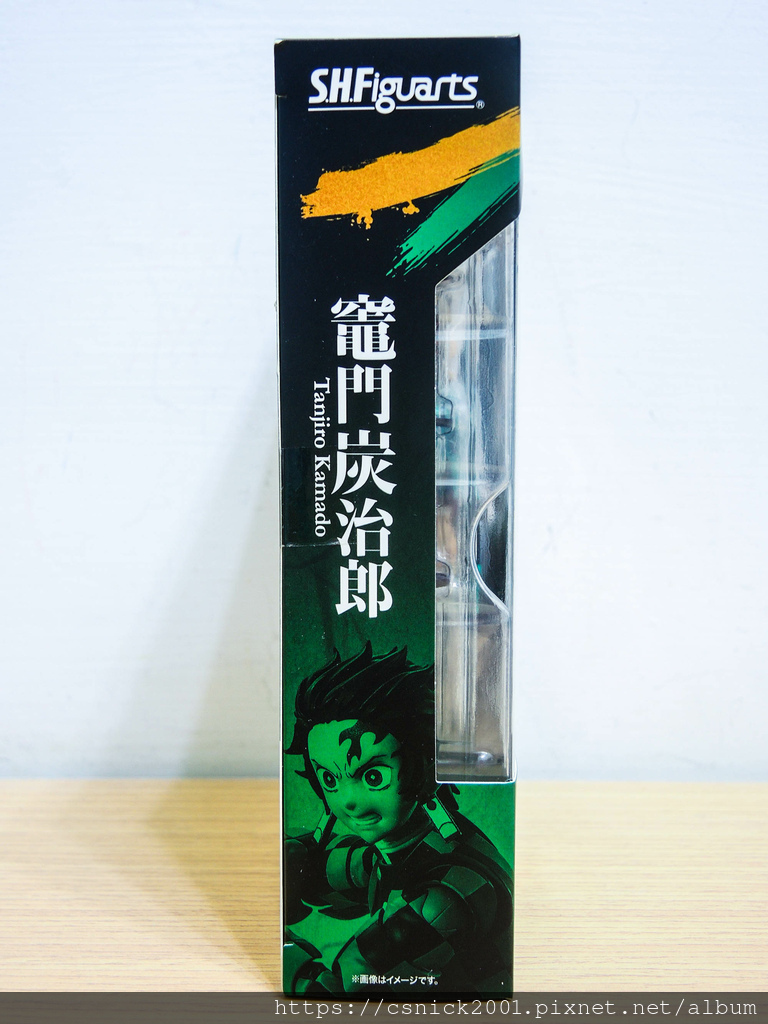 S.H.Figuarts®
竈門炭治郎
Tanjiro Kamado
※画像はイメージです。
https://csnick2001.pixnet.net/album